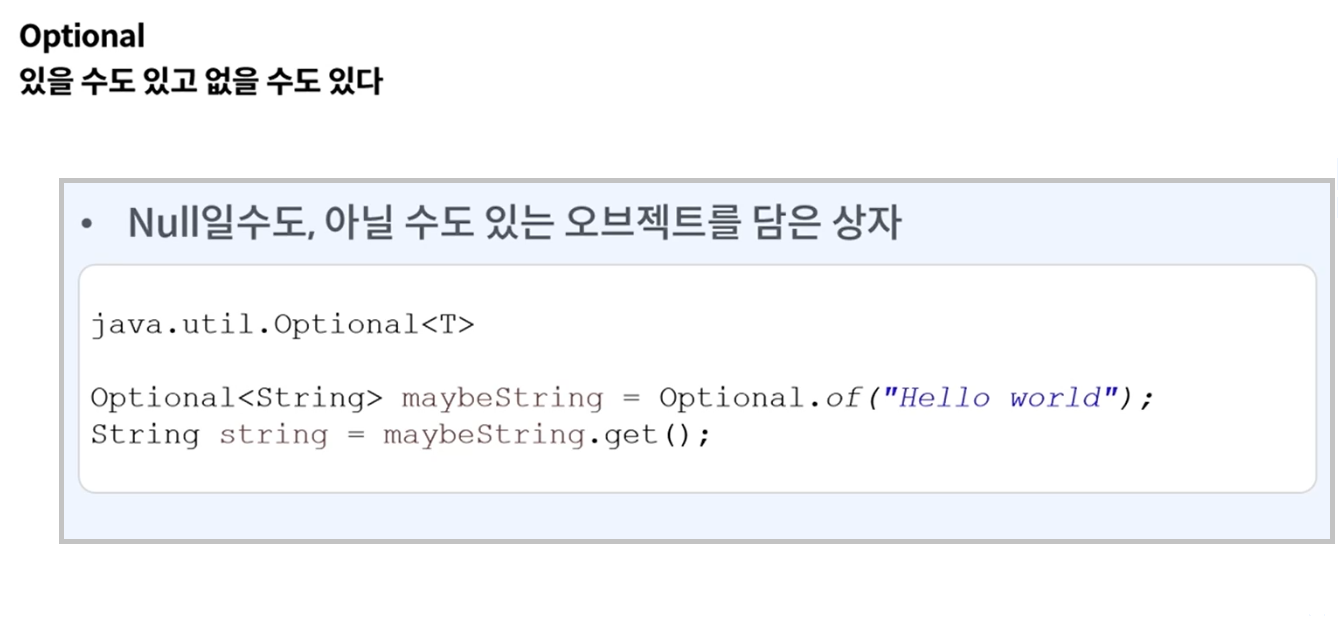 Optional
있을 수도 있고 없을 수도 있다
• Null일수도, 아닐 수도 있는 오브젝트를 담은 상자
java.util.Optional<T>
Optional<String> maybeString = Optional.of("Hello world");
String string = maybeString.get();